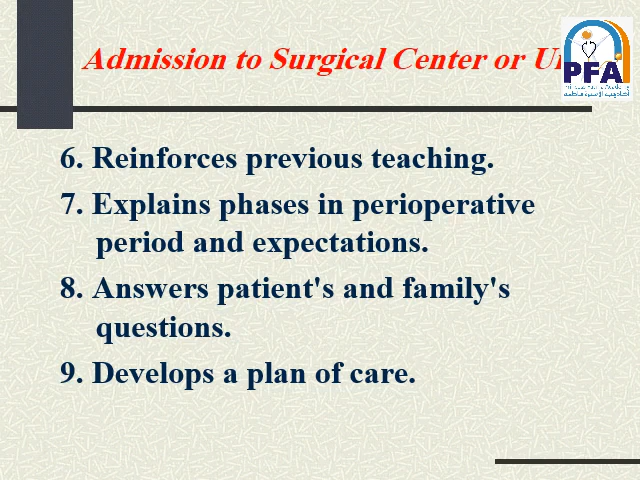 Admission to Surgical Center or
PFA
6. Reinforces previous teaching.
7. Explains phases in perioperative
period and expectations.
8. Answers patient's and family's
questions.
9. Develops a plan of care.